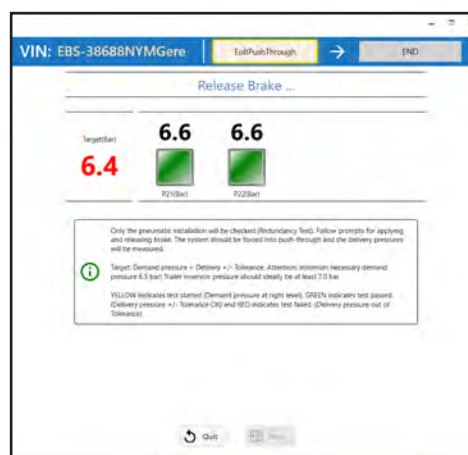 VIN: EBS-38688NYMGere EoltPushThrough → END
Release Brake ...
Target(Bar) 6.6 6.6
6.4
P21(Bar) P22(Bar)
Only the pneumatic installation will be checked (Redundancy Test). Follow prompts for applying
and releasing brake. The system should be forced into push-through and the delivery pressures
will be measured.
Target: Demand pressure = Delivery +/- Tolerance. Attention: minimum necessary demand
pressure 6.5 bar! Trailer reservoir pressure should ideally be at least 7.0 bar
YELLOW indicates test started (Demand pressure at right level), GREEN indicates test passed.
(Delivery pressure +/- Tolerance OK) and RED indicates test failed. (Delivery pressure out of
Tolerance)
Quit